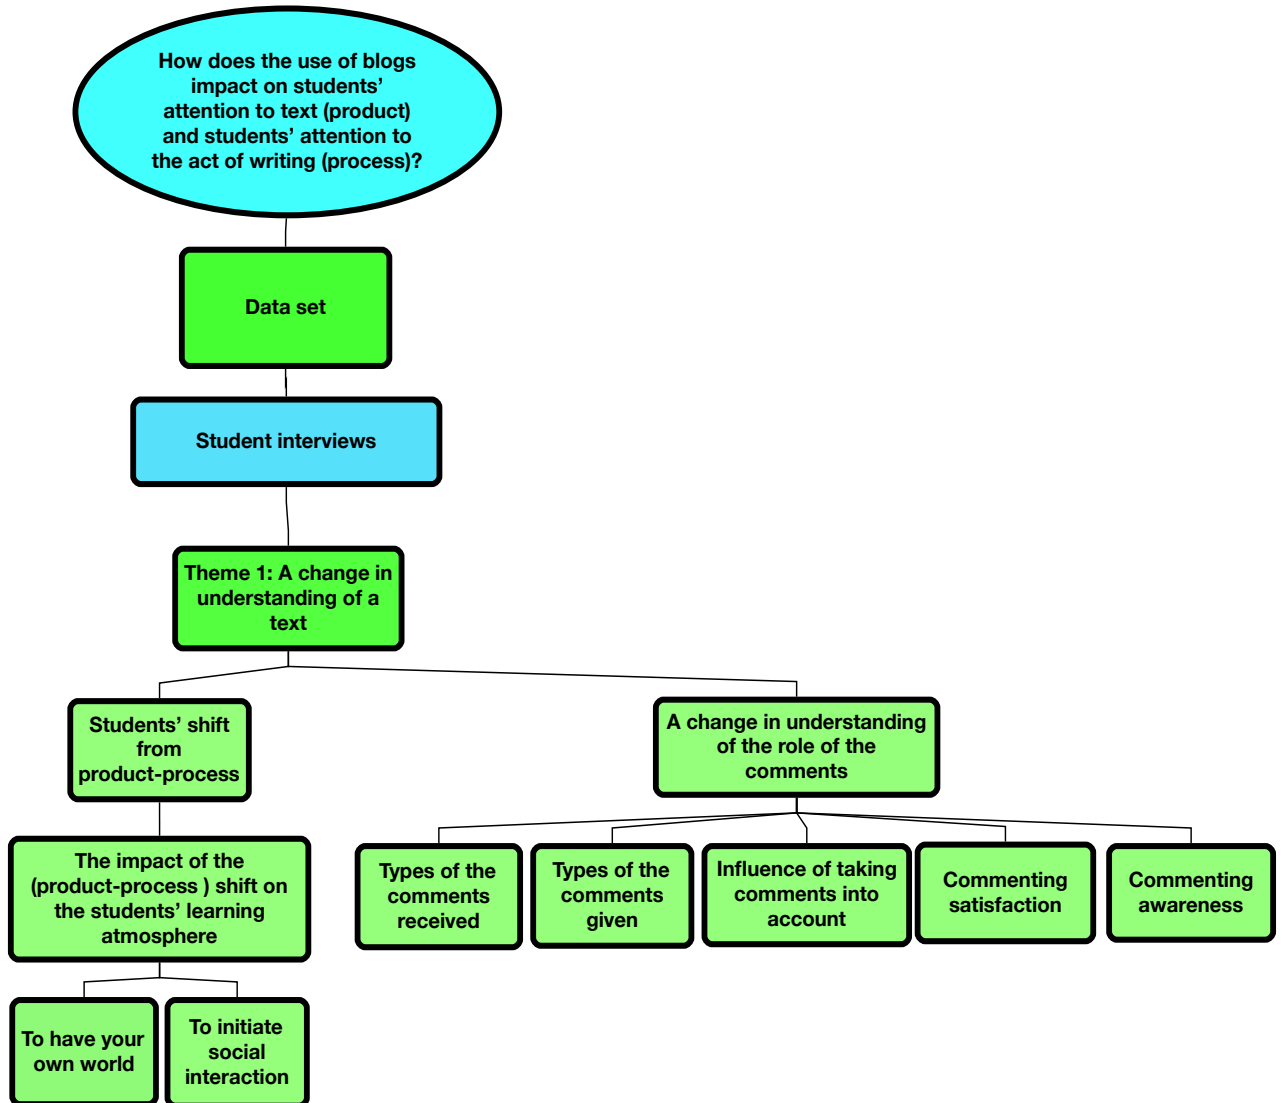 How does the use of blogs
impact on students’
attention to text (product)
and students’ attention to
the act of writing (process)?
Data set
Student interviews
Theme 1: A change in
understanding of a
text
Students’ shift
from
product-process
A change in understanding
of the role of the
comments
The impact of the
(product-process ) shift on
the students’ learning
atmosphere
Types of the
comments
received
Types of the
comments
given
Influence of taking
comments into
account
Commenting
satisfaction
Commenting
awareness
To have your
own world
To initiate
social
interaction